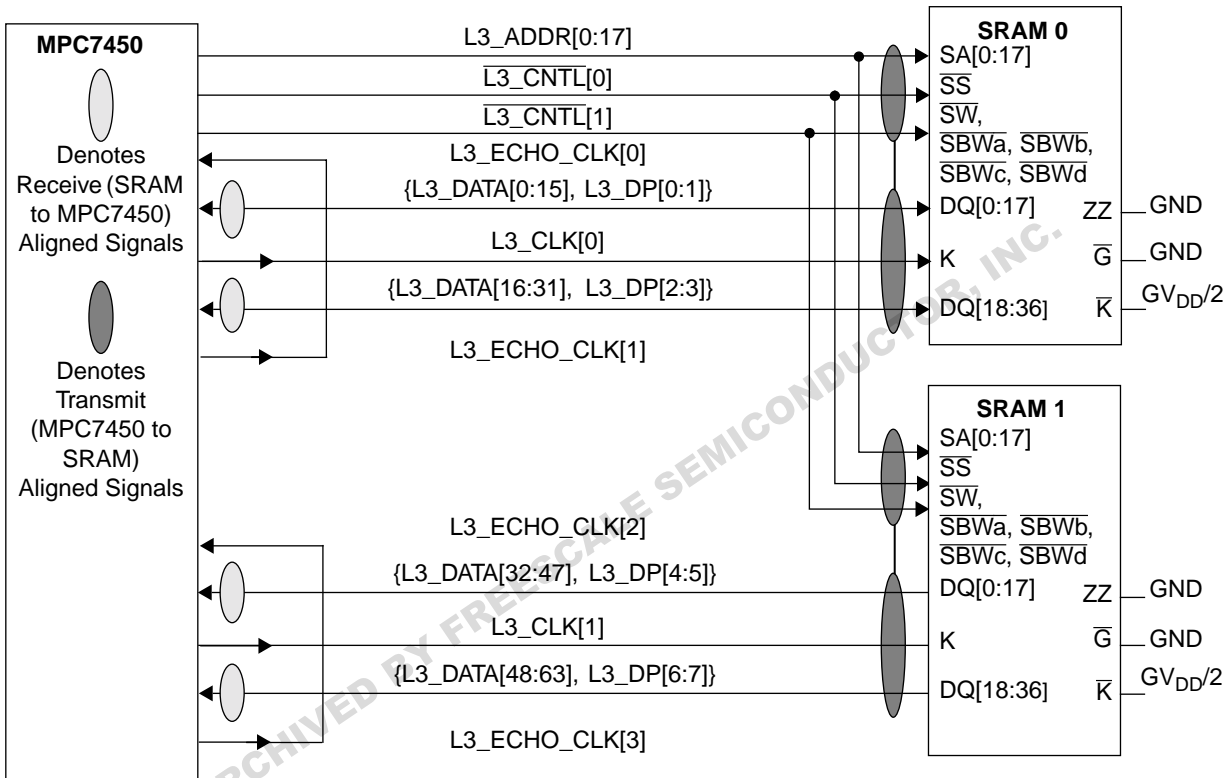 MPC7450
Denotes
Receive (SRAM
to MPC7450)
Aligned Signals
Denotes
Transmit
(MPC7450 to
SRAM)
Aligned Signals
L3_ADDR[0:17]
L3_CNTL[0]
L3_CNTL[1]
L3_ECHO_CLK[0]
{L3_DATA[0:15], L3_DP[0:1]}
L3_CLK[0]
{L3_DATA[16:31], L3_DP[2:3]}
L3_ECHO_CLK[1]
L3_ECHO_CLK[2]
{L3_DATA[32:47], L3_DP[4:5]}
L3_CLK[1]
{L3_DATA[48:63], L3_DP[6:7]}
L3_ECHO_CLK[3]
SRAM 0
SA[0:17]
SS
SW,
SBWa, SBWb,
SBWc, SBWd
DQ[0:17] ZZ GND
K G GND
DQ[18:36] K GVDD/2
SRAM 1
SA[0:17]
SS
SW,
SBWa, SBWb,
SBWc, SBWd
DQ[0:17] ZZ GND
K G GND
DQ[18:36] K GVDD/2
RCHIVED BY FREESCALE SEMICONDUCTOR, INC.